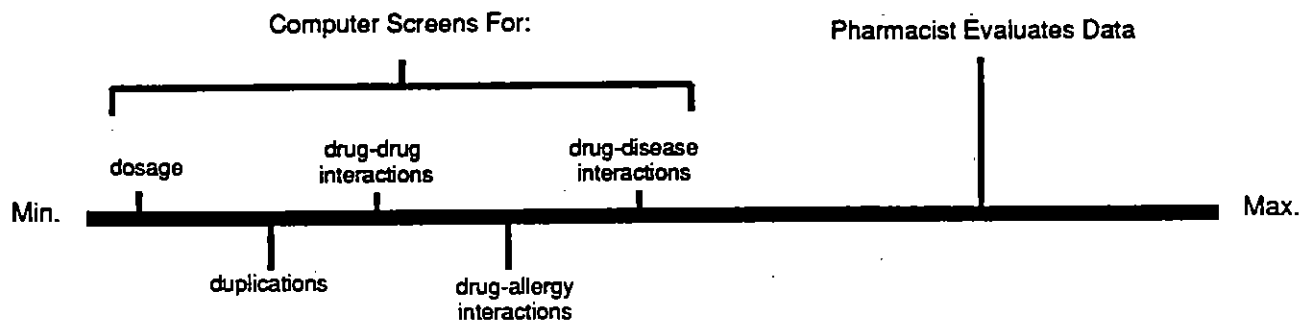 Computer Screens For:
Pharmacist Evaluates Data
dosage
drug-drug
interactions
drug-disease
interactions
Min.
Max.
duplications
drug-allergy
interactions